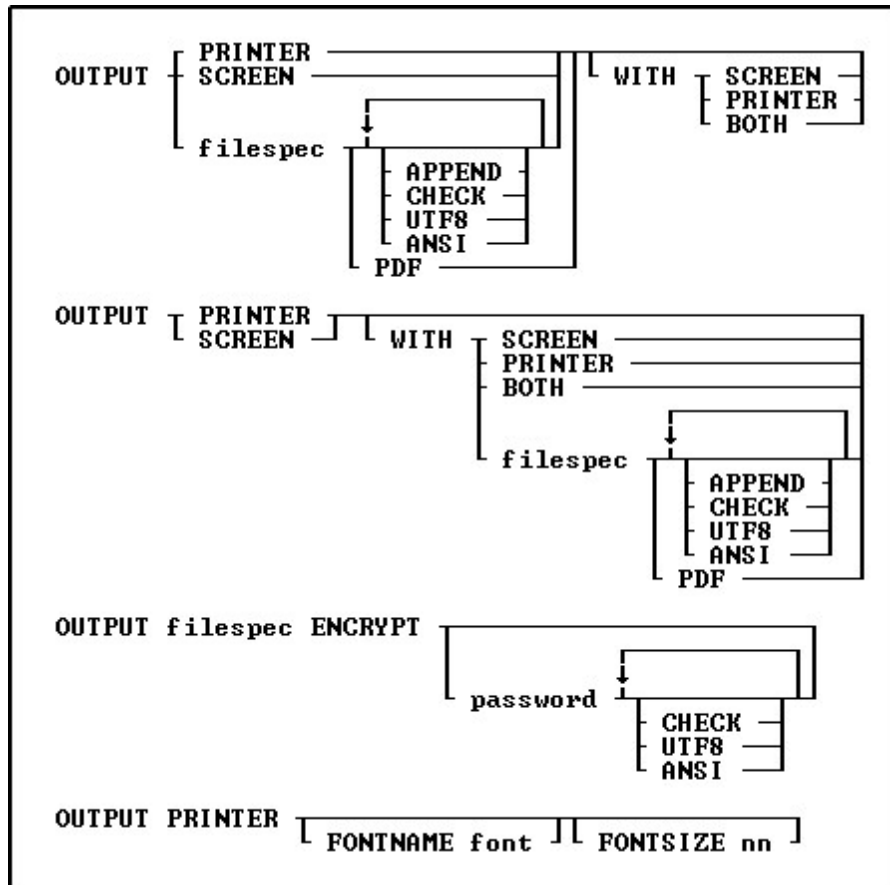 PRINTER
OUTPUT SCREEN WITH SCREEN
PRINTER
BOTH
filespec
APPEND
CHECK
UTF8
ANSI
PDF
OUTPUT PRINTER
SCREEN WITH SCREEN
PRINTER
BOTH
filespec
APPEND
CHECK
UTF8
ANSI
PDF
OUTPUT filespec ENCRYPT
password
CHECK
UTF8
ANSI
OUTPUT PRINTER
FONTNAME font FONTSIZE nn